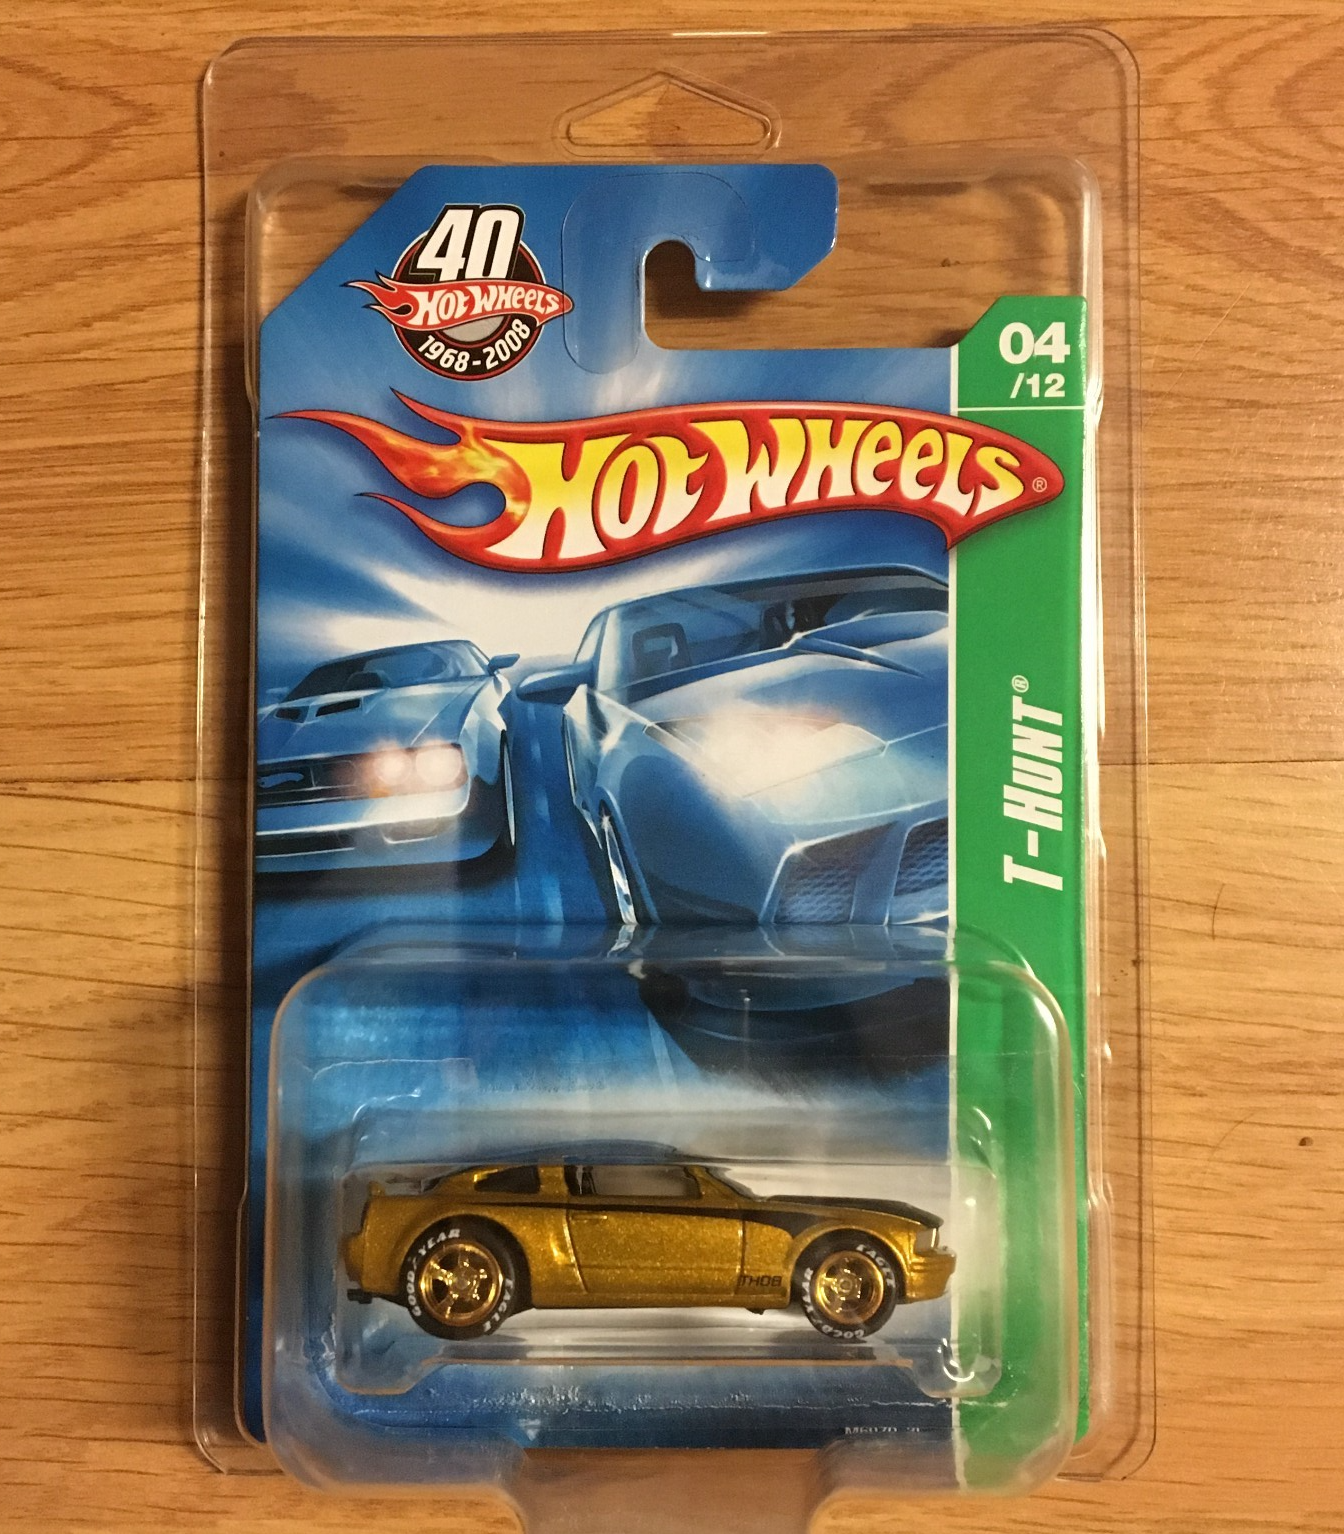 40
HOT WHEELS
1968-2008
04
/12
HOT WHEELS®
T-HUNT®
GOOD YEAR
EAGLE
TH08
EAGLE
GOOD YEAR